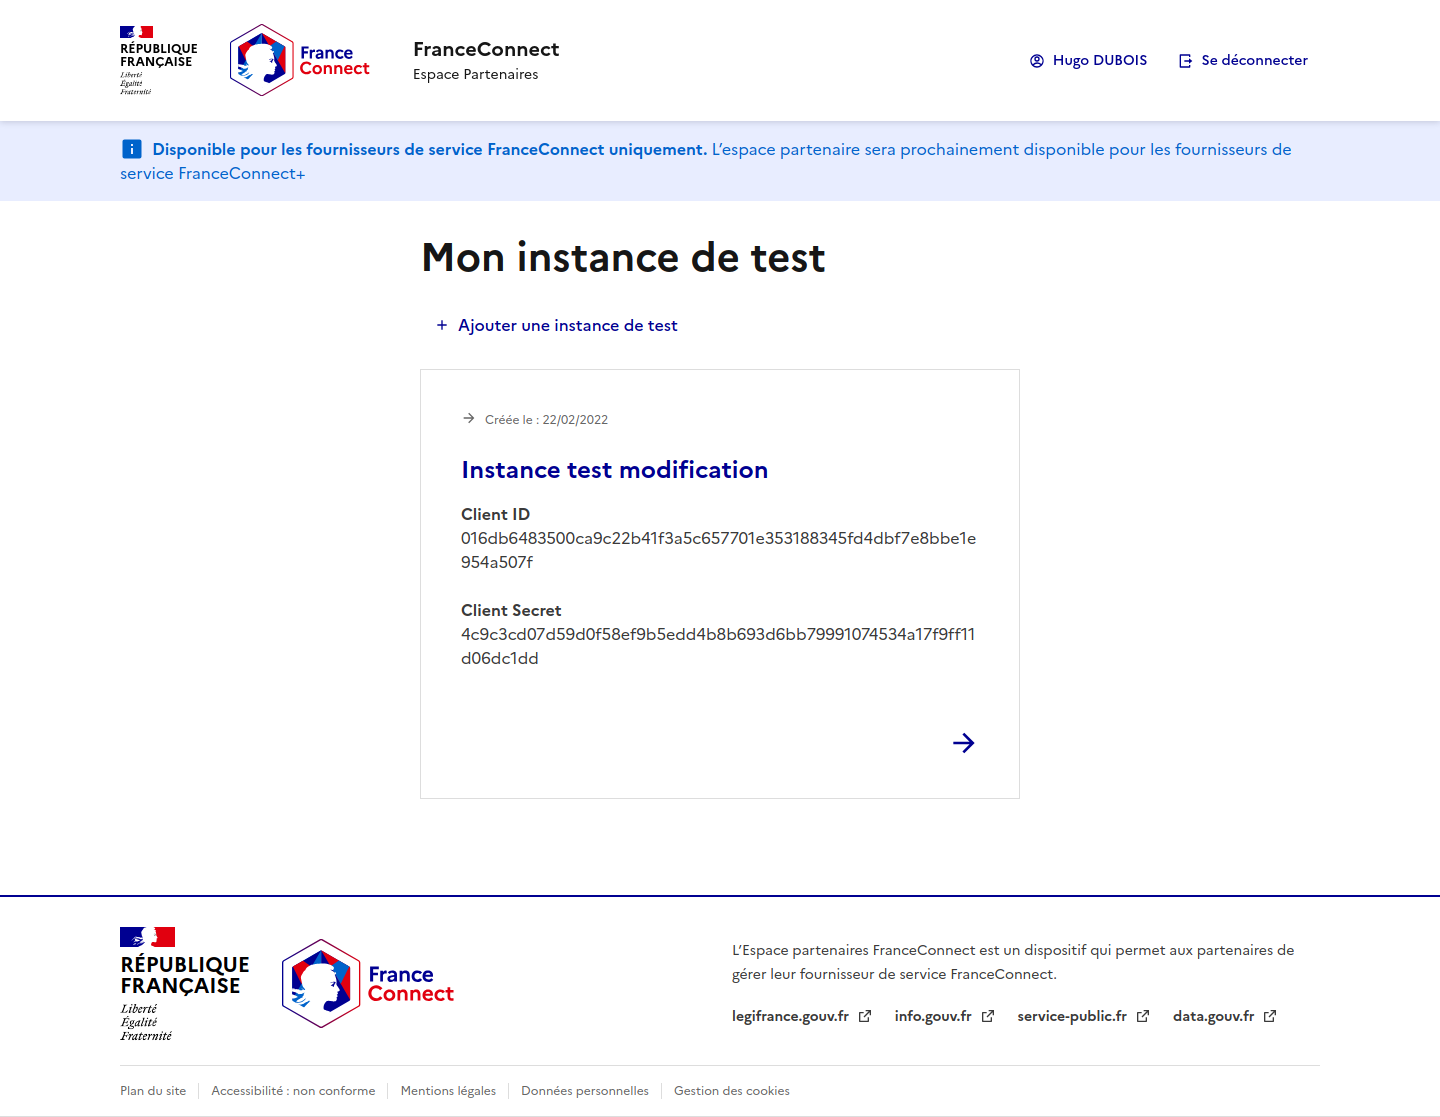 RÉPUBLIQUE
FRANÇAISE
Liberté
Égalité
Fraternité
France
Connect
FranceConnect
Espace Partenaires
Hugo DUBOIS
Se déconnecter
Disponible pour les fournisseurs de service FranceConnect uniquement. L’espace partenaire sera prochainement disponible pour les fournisseurs de
service FranceConnect+
Mon instance de test
+ Ajouter une instance de test
Créée le : 22/02/2022
Instance test modification
Client ID
016db6483500ca9c22b41f3a5c657701e353188345fd4dbf7e8bbe1e
954a507f
Client Secret
4c9c3cd07d59d0f58ef9b5edd4b8b693d6bb79991074534a17f9ff11
d06dc1dd
RÉPUBLIQUE
FRANÇAISE
Liberté
Égalité
Fraternité
France
Connect
L’Espace partenaires FranceConnect est un dispositif qui permet aux partenaires de
gérer leur fournisseur de service FranceConnect.
legifrance.gouv.fr info.gouv.fr service-public.fr data.gouv.fr
Plan du site Accessibilité : non conforme Mentions légales Données personnelles Gestion des cookies